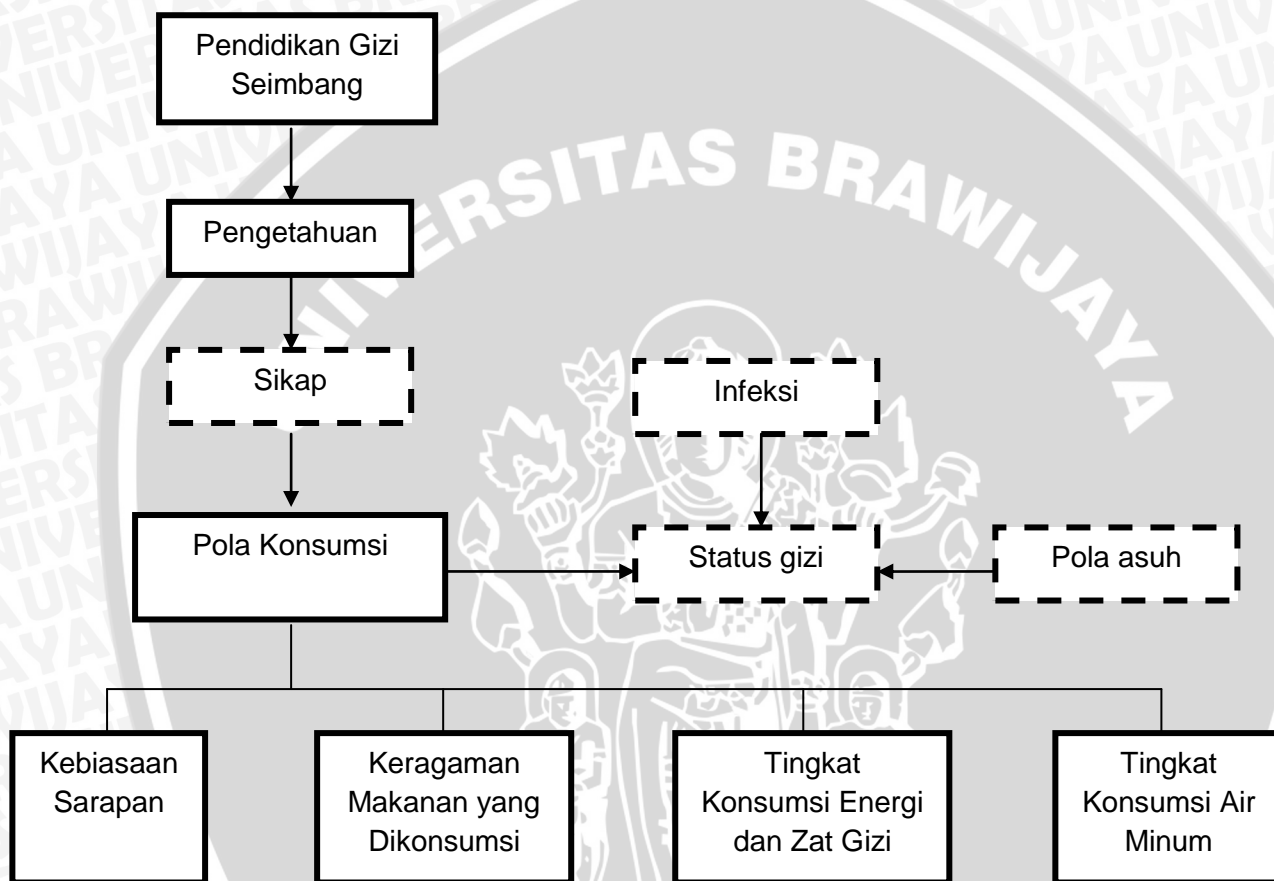 Pendidikan Gizi
Seimbang
UNIVERSITAS BRAWIJAYA
Pengetahuan
Sikap
Infeksi
Pola Konsumsi
Status gizi
Pola asuh
Kebiasaan
Sarapan
Keragaman
Makanan yang
Dikonsumsi
Tingkat
Konsumsi Energi
dan Zat Gizi
Tingkat
Konsumsi Air
Minum